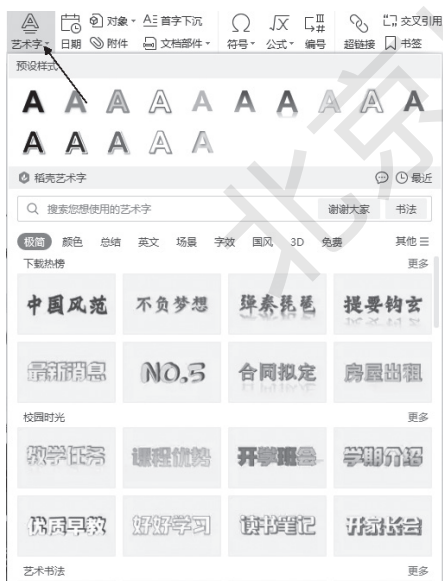 对象 首字下沉 交叉引用
艺术字 日期 附件 文档部件 符号 公式 编号 超链接 书签
预设样式
A A A A A A A A A A A
A A A A A
稻壳艺术字 最近
搜索您想使用的艺术字 谢谢大家 书法
极简 颜色 总结 英文 场景 字效 国风 3D 免费 其他
下载热榜 更多
中国风范 不负梦想 弹奏琵琶 提要钩玄
最新消息 NO.5 合同拟定 房屋出租
校园时光 更多
教学任务 课程优势 开学班会 学期介绍
优质早教 好好学习 读书笔记 开家长会
艺术书法 更多
北京